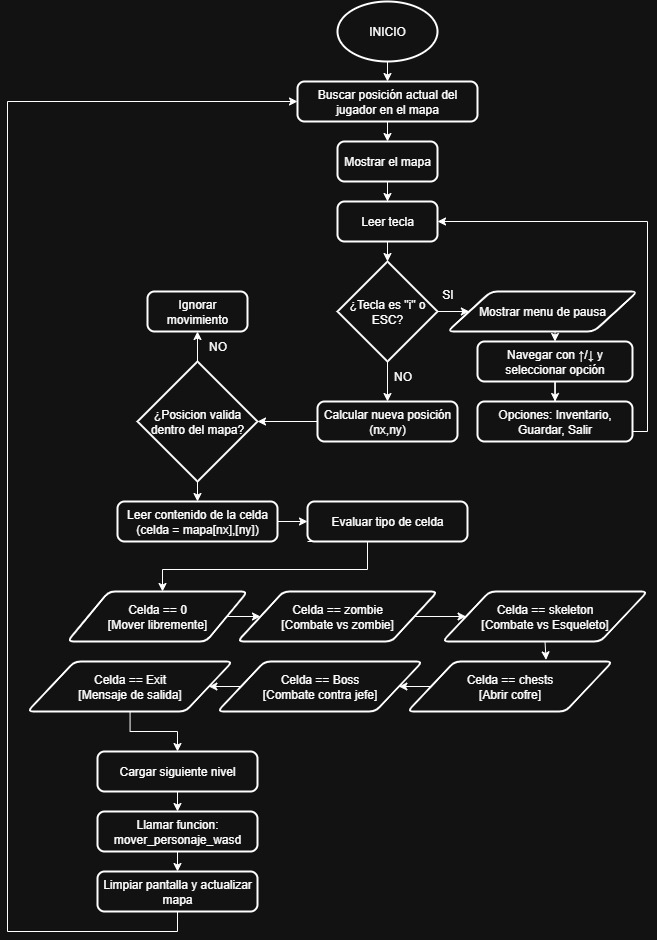 INICIO
Buscar posición actual del
jugador en el mapa
Mostrar el mapa
Leer tecla
¿Tecla es "i" o
ESC?
SI
Mostrar menu de pausa
Navegar con ↑/↓ y
seleccionar opción
Opciones: Inventario,
Guardar, Salir
NO
Calcular nueva posición
(nx,ny)
¿Posicion valida
dentro del mapa?
NO
Ignorar
movimiento
Leer contenido de la celda
(celda = mapa[nx],[ny])
Evaluar tipo de celda
Celda == 0
[Mover libremente]
Celda == zombie
[Combate vs zombie]
Celda == skeleton
[Combate vs Esqueleto]
Celda == chests
[Abrir cofre]
Celda == Boss
[Combate contra jefe]
Celda == Exit
[Mensaje de salida]
Cargar siguiente nivel
Llamar funcion:
mover_personaje_wasd
Limpiar pantalla y actualizar
mapa